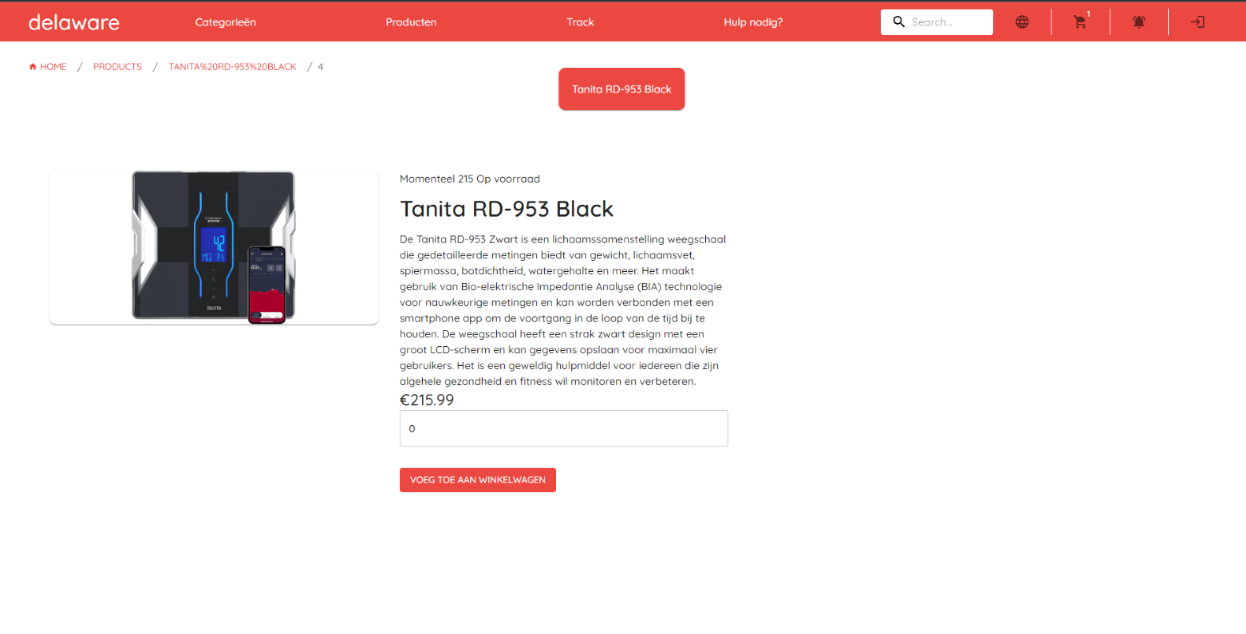 delaware
Categorieën
Producten
Track
Hulp nodig?
Search...
1
HOME / PRODUCTS / TANITA%20RD-953%20BLACK / 4
Tanita RD-953 Black
Momenteel 215 Op voorraad
Tanita RD-953 Black
De Tanita RD-953 Zwart is een lichaamssamenstelling weegschaal
die gedetailleerde metingen biedt van gewicht, lichaamsvet,
spiermassa, botdichtheid, watergehalte en meer. Het maakt
gebruik van Bio-elektrische Impedantie Analyse (BIA) technologie
voor nauwkeurige metingen en kan worden verbonden met een
smartphone app om de voortgang in de loop van de tijd bij te
houden. De weegschaal heeft een strak zwart design met een
groot LCD-scherm en kan gegevens opslaan voor maximaal vier
gebruikers. Het is een geweldig hulpmiddel voor iedereen die zijn
algehele gezondheid en fitness wil monitoren en verbeteren.
€215.99
0
VOEG TOE AAN WINKELWAGEN
42
TANITA